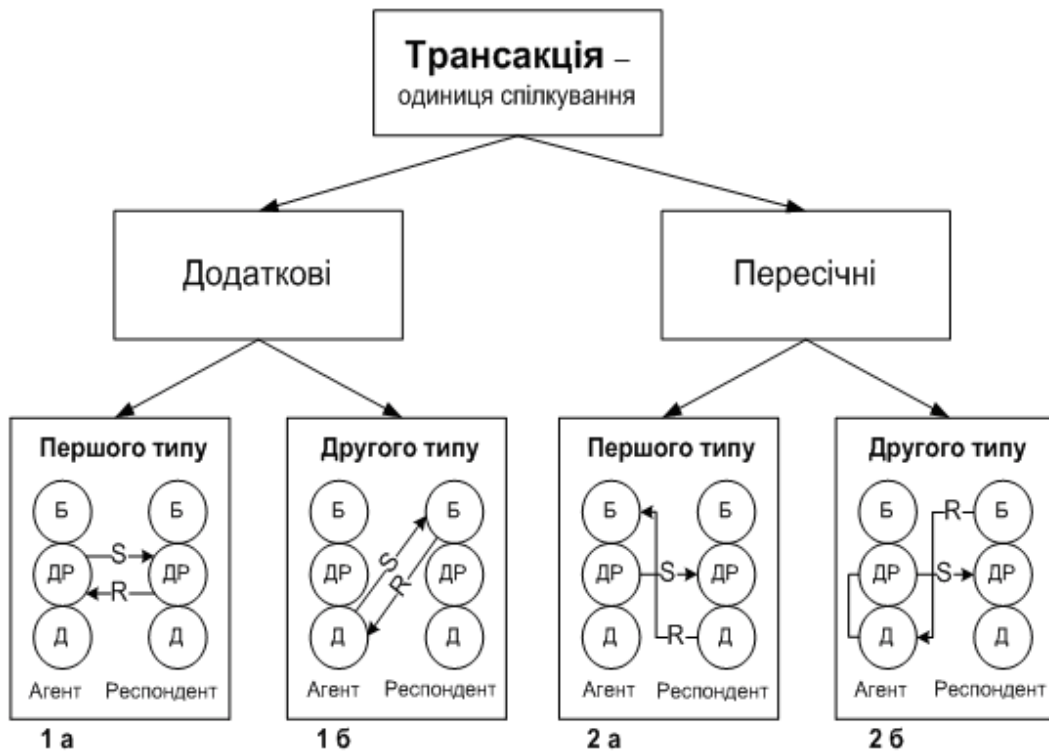 Трансакція –
одиниця спілкування
Додаткові
Пересічні
Першого типу
Б
Б
ДР
S
ДР
R
Д
Д
Агент Респондент
1 а
Другого типу
Б
Б
ДР
S
R
ДР
Д
Д
Агент Респондент
1 б
Першого типу
Б
Б
ДР
S
ДР
Д
R
Д
Агент Респондент
2 а
Другого типу
Б
R
Б
ДР
S
ДР
Д
Д
Агент Респондент
2 б